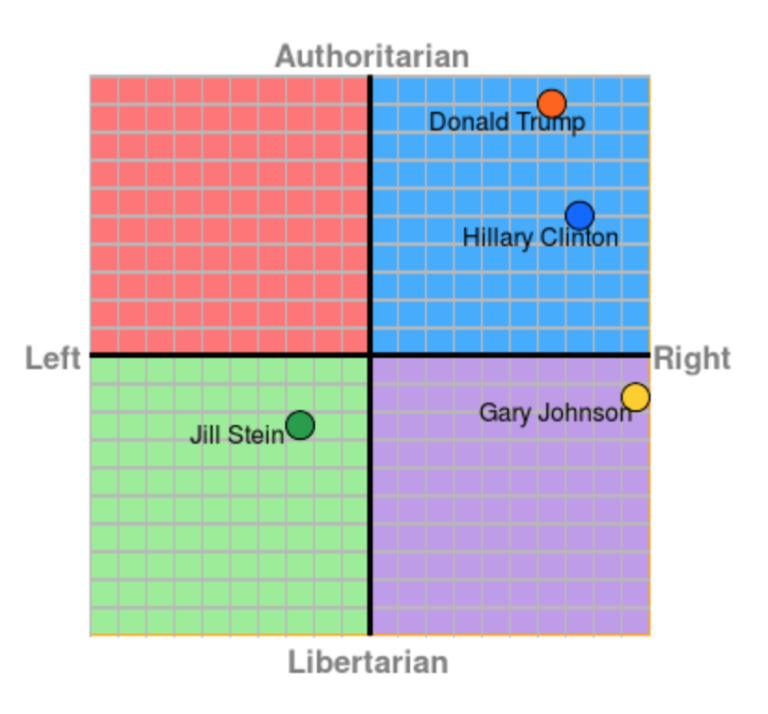 Authoritarian
Donald Trump
Hillary Clinton
Left
Right
Gary Johnson
Jill Stein
Libertarian